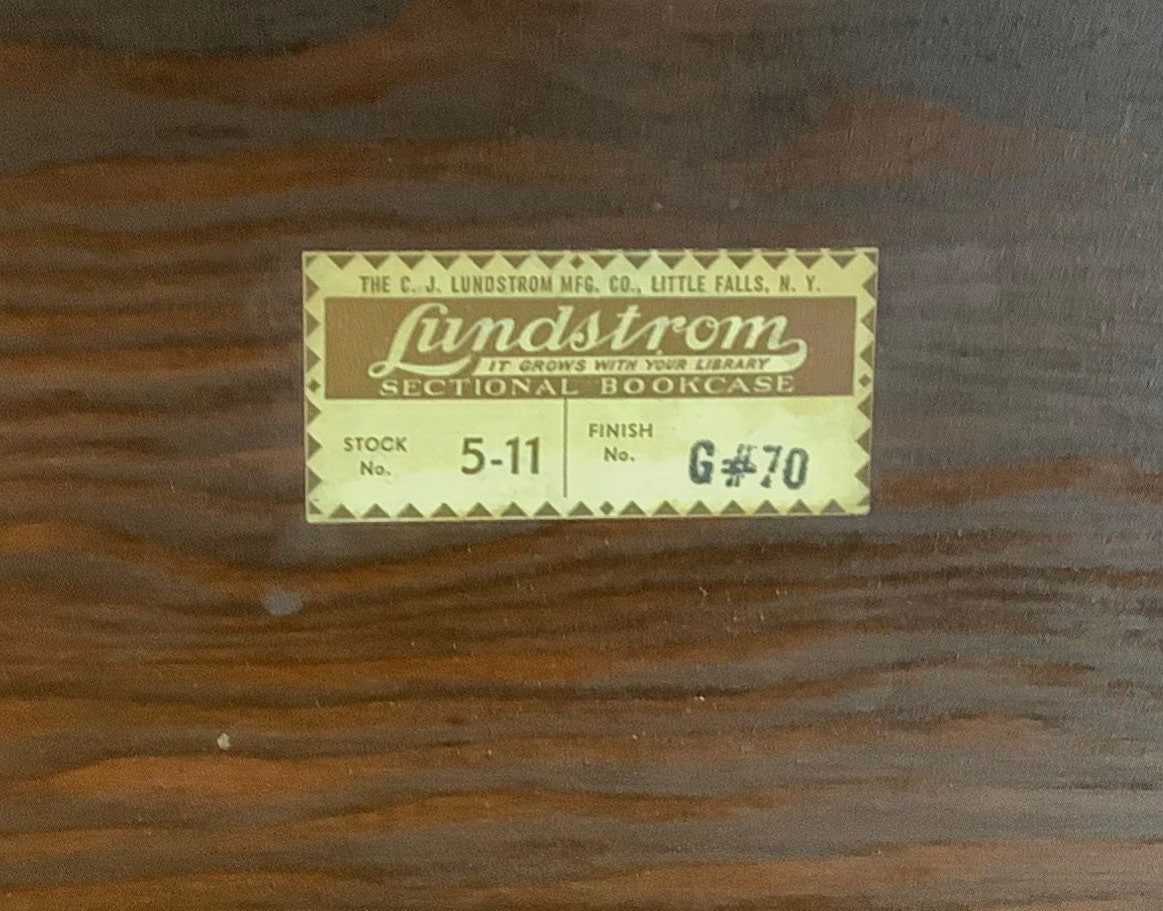 THE C. J. LUNDSTROM MFG. CO., LITTLE FALLS, N. Y.
Lundstrom
IT GROWS WITH YOUR LIBRARY
SECTIONAL BOOKCASE
STOCK No. 5-11
FINISH No. G#70